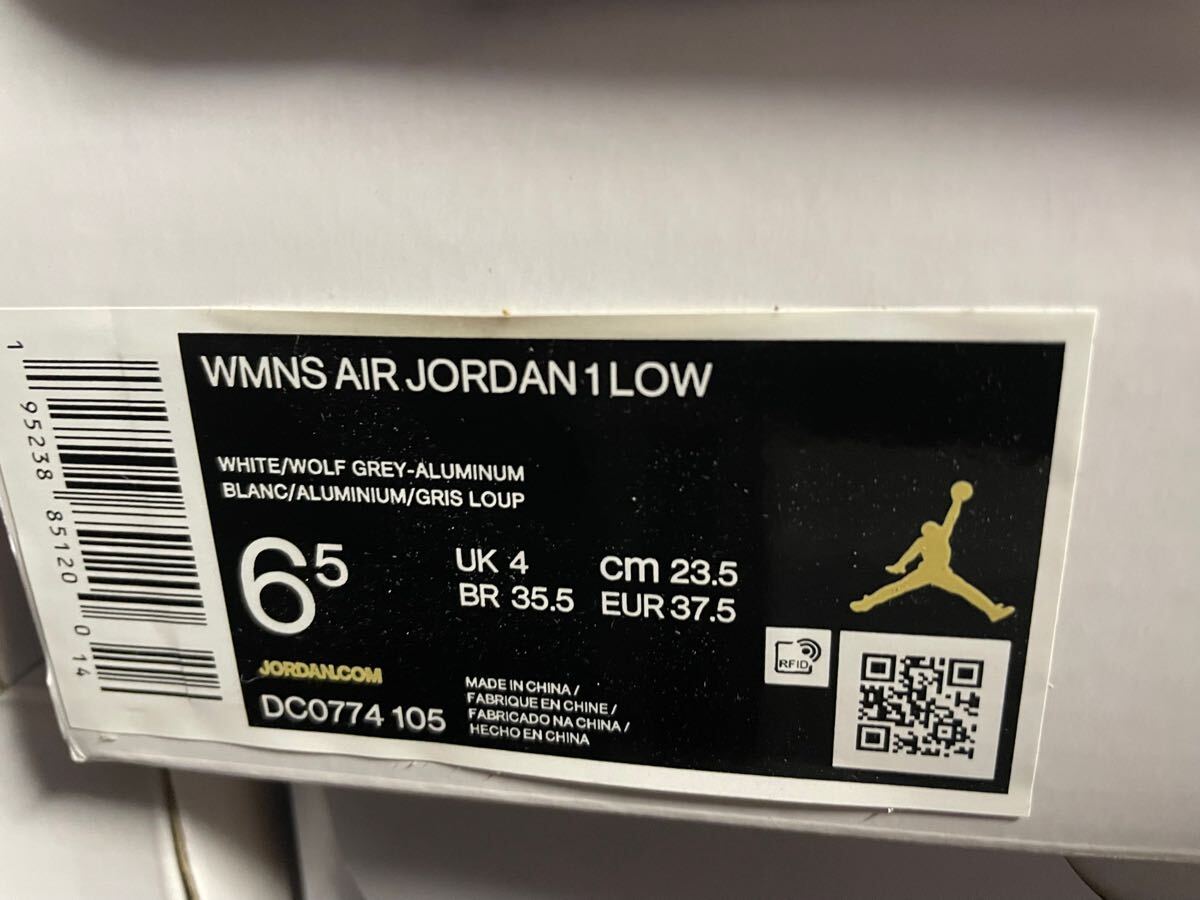 WMNS AIR JORDAN 1 LOW
WHITE/WOLF GREY-ALUMINUM
BLANC/ALUMINIUM/GRIS LOUP
6⁵
UK 4 cm 23.5
BR 35.5 EUR 37.5
JORDAN.COM
DC0774 105
MADE IN CHINA /
FABRIQUE EN CHINE /
FABRICADO NA CHINA /
HECHO EN CHINA
RFID
1 95238 85120 0 14